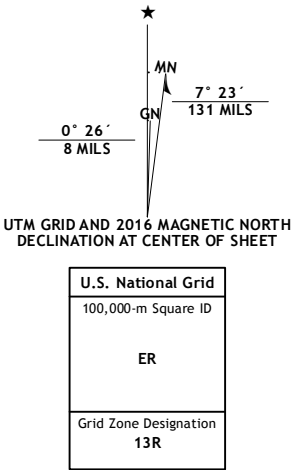 ★
MN
7° 23´
131 MILS
GN
0° 26´
8 MILS
UTM GRID AND 2016 MAGNETIC NORTH
DECLINATION AT CENTER OF SHEET
U.S. National Grid
100,000-m Square ID
ER
Grid Zone Designation
13R